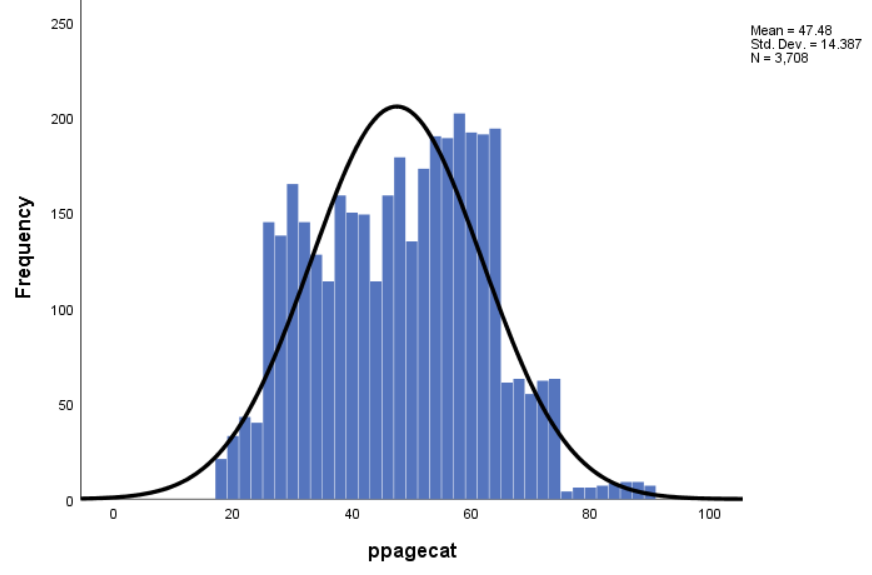 250
Mean = 47.48
Std. Dev. = 14.387
N = 3,708
200
150
Frequency
100
50
0
0 20 40 60 80 100
ppagecat